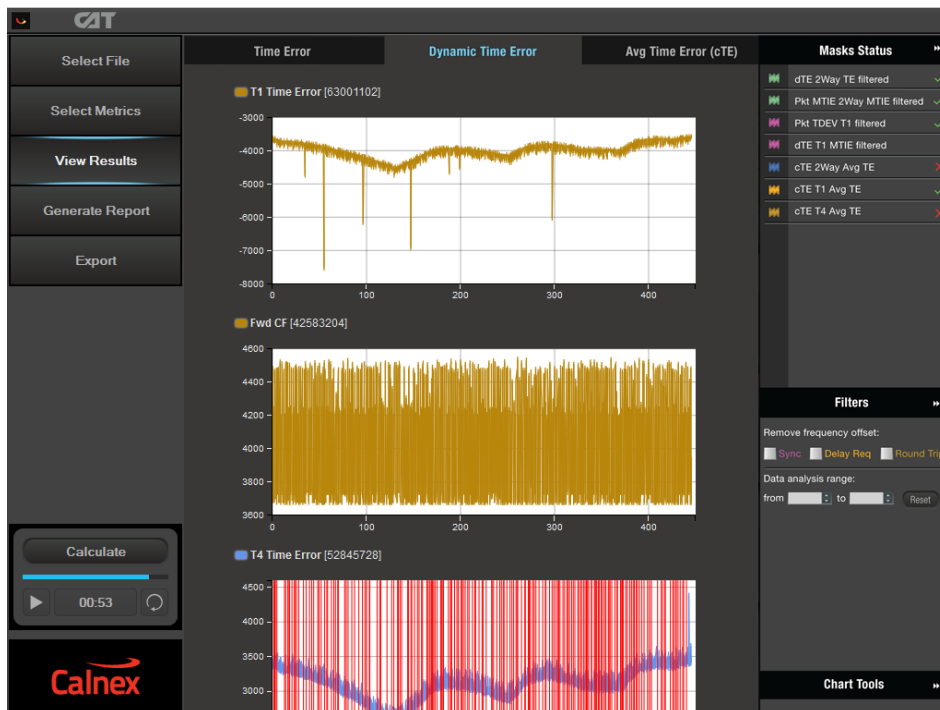 CAT
Select File
Select Metrics
View Results
Generate Report
Export
Calculate
00:53
Calnex
Time Error
Dynamic Time Error
Avg Time Error (cTE)
T1 Time Error [63001102]
-3000
-4000
-5000
-6000
-7000
-8000
0 100 200 300 400
Fwd CF [42583204]
4600
4400
4200
4000
3800
3600
0 100 200 300 400
T4 Time Error [52845728]
4500
4000
3500
3000
Masks Status
dTE 2Way TE filtered
Pkt MTIE 2Way MTIE filtered
Pkt TDEV T1 filtered
dTE T1 MTIE filtered
cTE 2Way Avg TE
cTE T1 Avg TE
cTE T4 Avg TE
Filters
Remove frequency offset:
Sync Delay Req Round Trip
Data analysis range:
from to Reset
Chart Tools